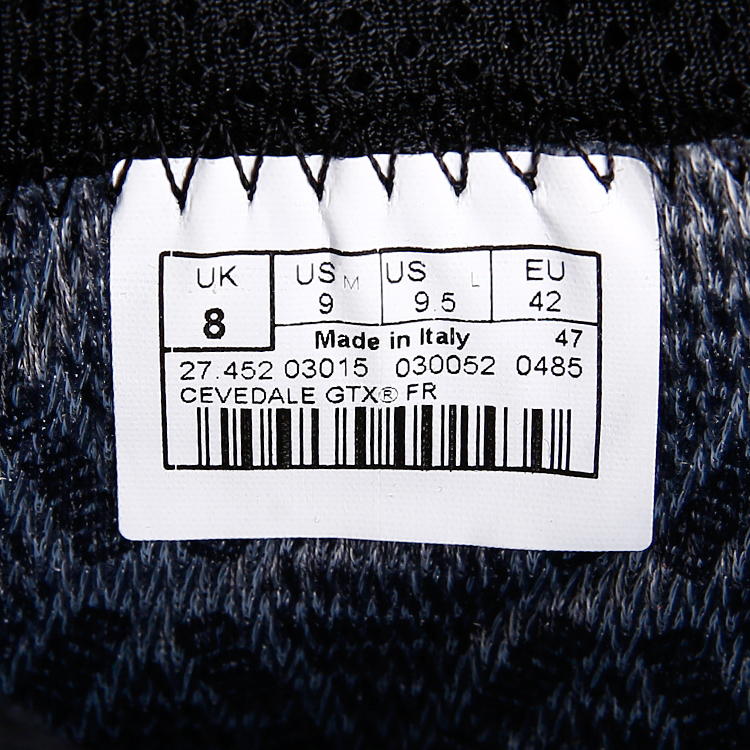 UK US M US L EU
8 9 9.5 42
Made in Italy 47
27.452 03015 030052 0485
CEVEDALE GTX® FR